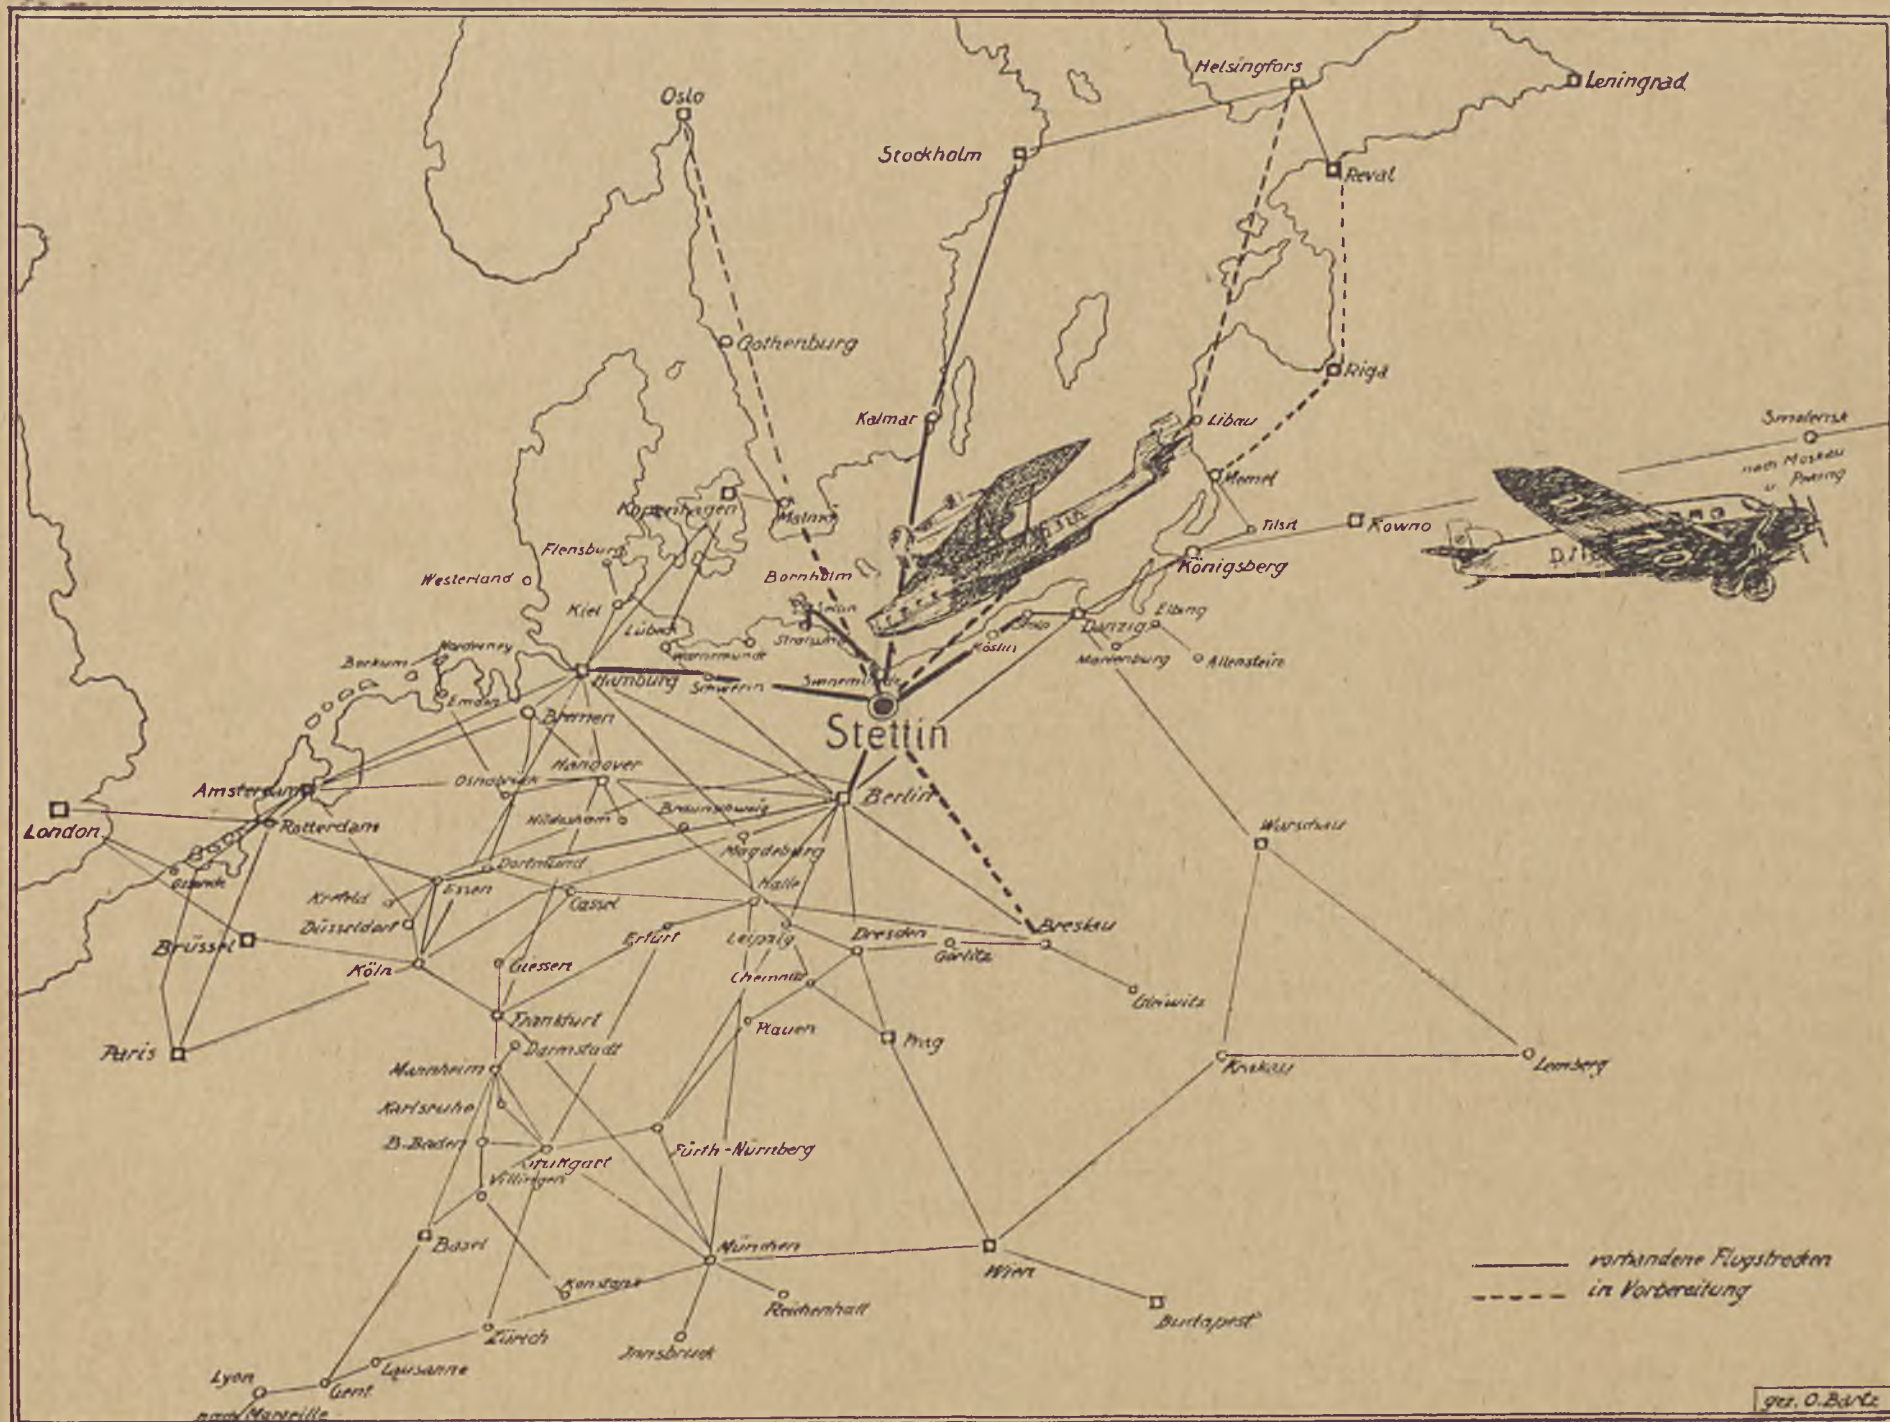 Helsingfors
Leningrad
Oslo
Stockholm
Reval
Gothenburg
Riga
Kalmar
Libau
Smolensk
nach Moskau
Memel
Kopenhagen
Malmö
Tilsit
Kowno
Flensburg
Königsberg
Westerland
Bornholm
Kiel
Elbing
Lübeck
Stralsund
Stolp
Danzig
Norderney
Warnemünde
Köslin
Marienburg
Allenstein
Borkum
Hamburg
Schwerin
Swinemünde
Emden
Bremen
Stettin
Hannover
Amsterdam
Osnabrück
Berlin
Braunschweig
London
Rotterdam
Hildesheim
Warschau
Magdeburg
Dortmund
Ostende
Essen
Halle
Krefeld
Cassel
Düsseldorf
Breslau
Brüssel
Erfurt
Leipzig
Dresden
Görlitz
Köln
Giessen
Chemnitz
Gleiwitz
Frankfurt
Plauen
Prag
Paris
Darmstadt
Mannheim
Krakau
Lemberg
Karlsruhe
B.-Baden
Fürth-Nürnberg
Stuttgart
Villingen
Basel
München
Wien
vorhandene Flugstrecken
in Vorbereitung
Konstanz
Reichenhall
Budapest
Zürich
Innsbruck
Lausanne
Lyon
Genf
nach Marseille
gez. O. Bartz